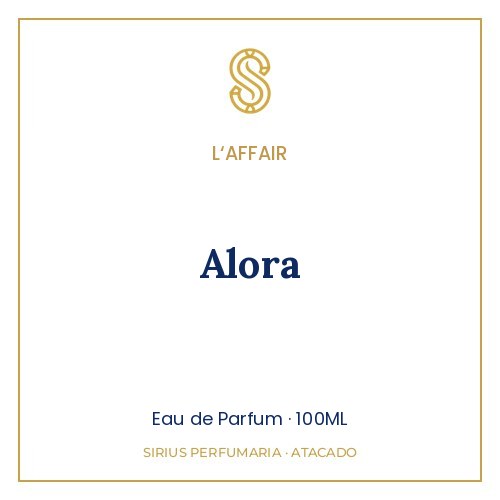 L'AFFAIR
Alora
Eau de Parfum · 100ML
SIRIUS PERFUMARIA · ATACADO